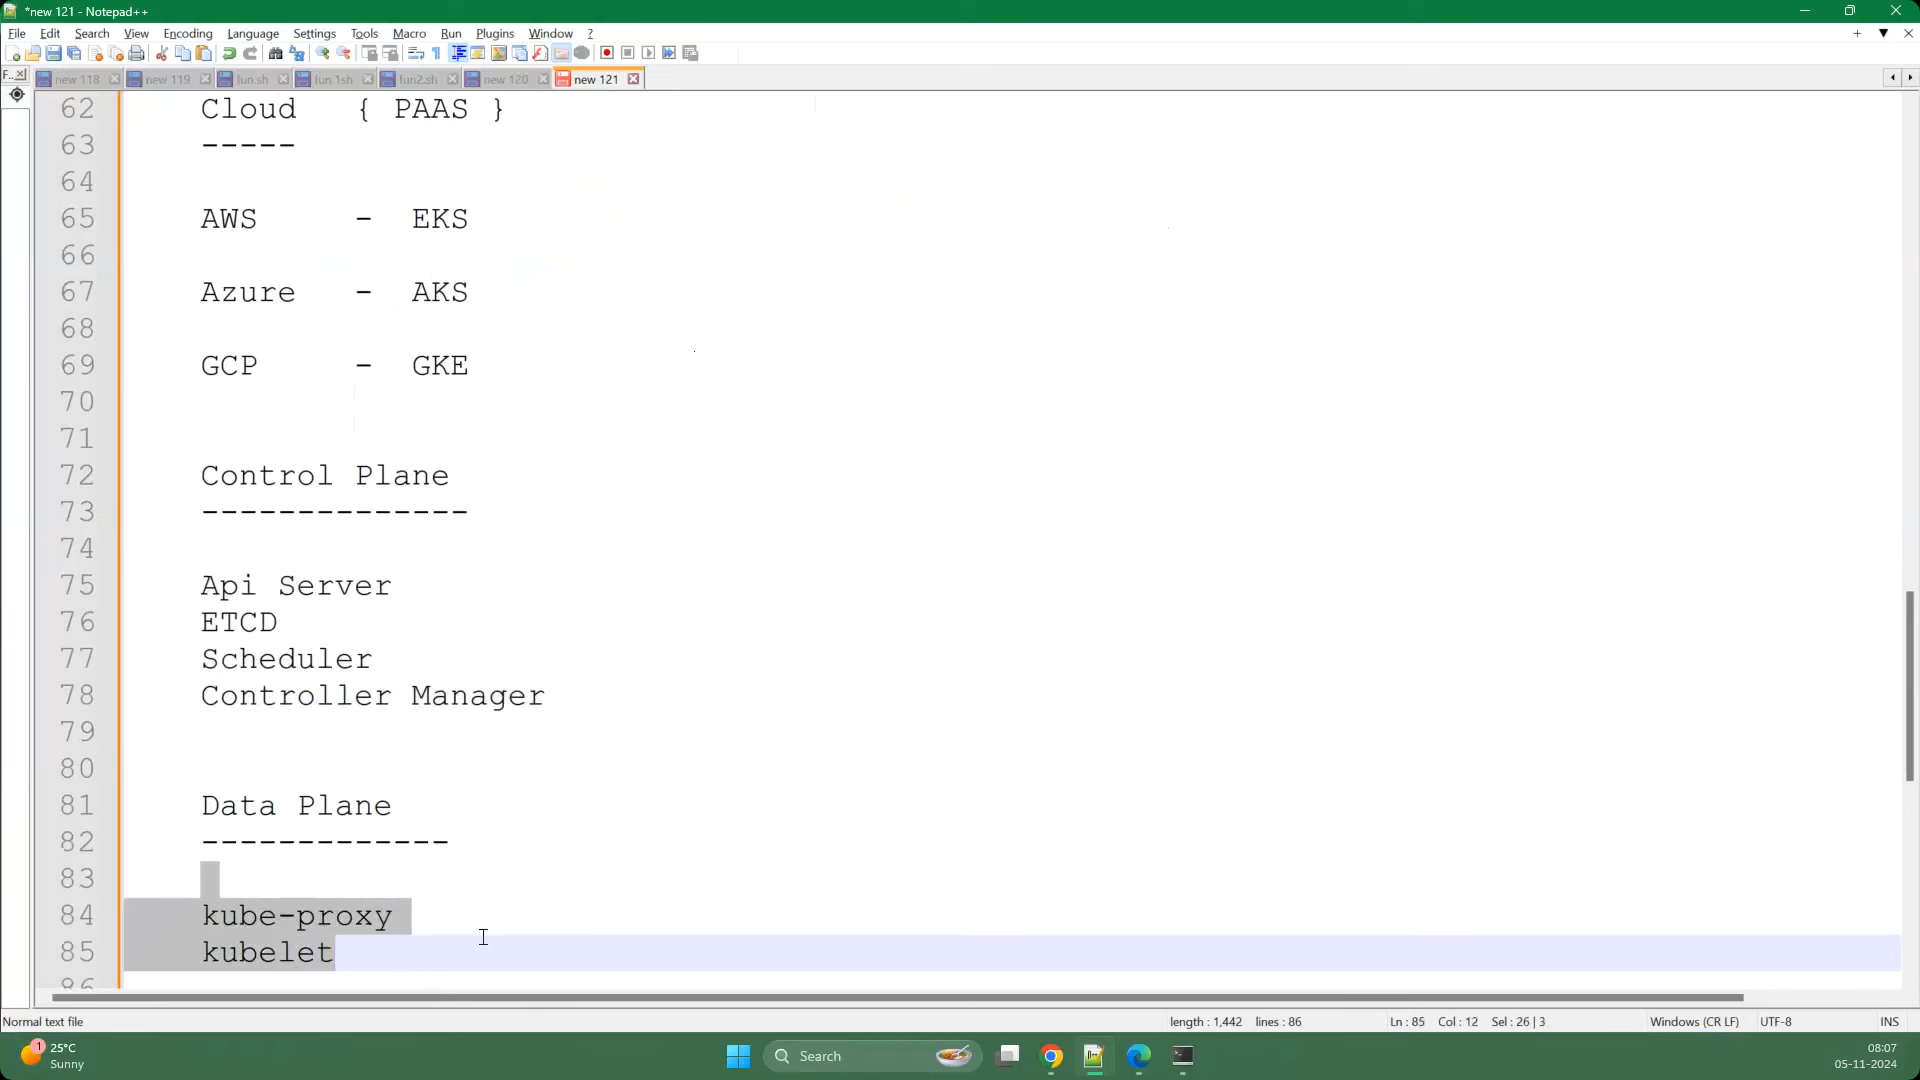 *new 121 - Notepad++
File Edit Search View Encoding Language Settings Tools Macro Run Plugins Window ?
F..
new 118 new 119 fun.sh fun.1sh fun2.sh new 120 new 121
62 Cloud { PAAS }
63 -----
64
65 AWS - EKS
66
67 Azure - AKS
68
69 GCP - GKE
70
71
72 Control Plane
73 --------------
74
75 Api Server
76 ETCD
77 Scheduler
78 Controller Manager
79
80
81 Data Plane
82 -------------
83
84 kube-proxy
85 kubelet
86
Normal text file length : 1,442 lines : 86 Ln : 85 Col : 12 Sel : 26 | 3 Windows (CR LF) UTF-8 INS
1 25°C
Sunny
Search
08:07
05-11-2024